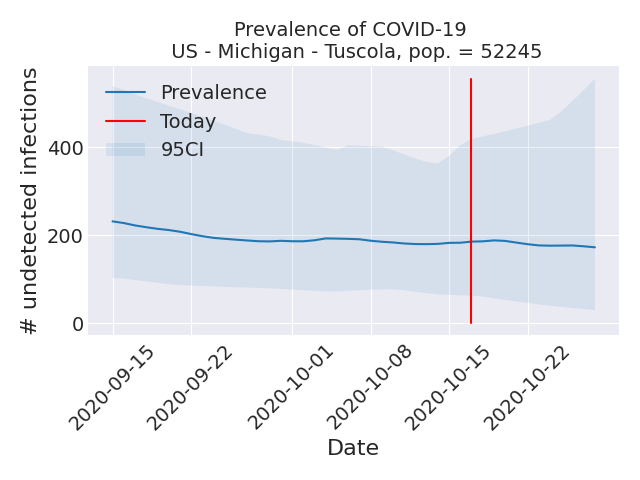 Prevalence of COVID-19
US - Michigan - Tuscola, pop. = 52245
# undetected infections
400
200
0
Prevalence
Today
95CI
2020-09-15
2020-09-22
2020-10-01
2020-10-08
2020-10-15
2020-10-22
Date